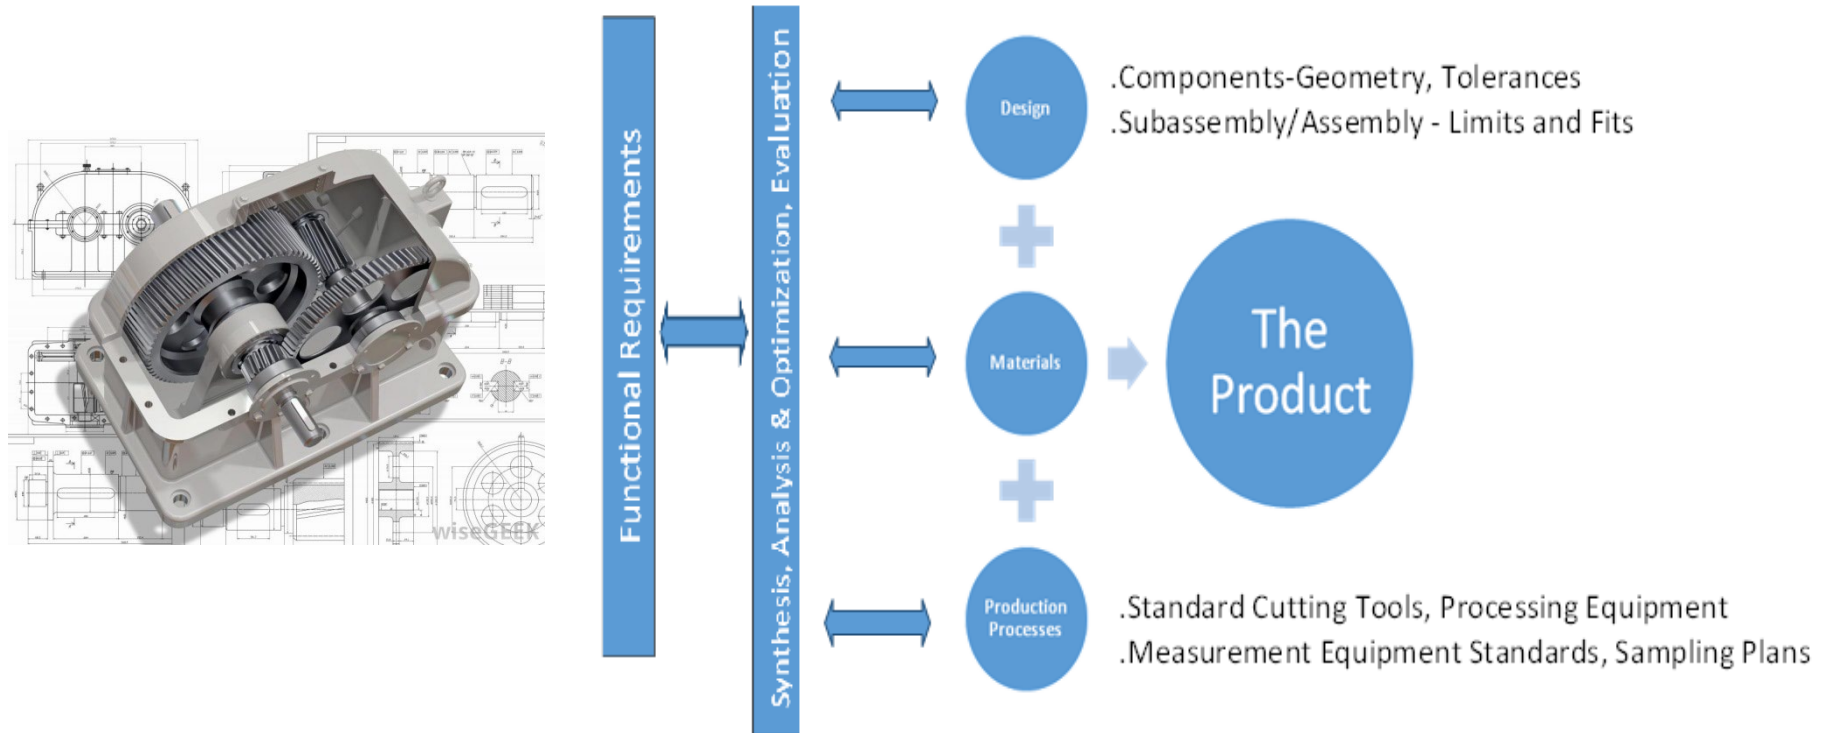 wiseGEEK
Functional Requirements
Synthesis, Analysis & Optimization, Evaluation
Design
.Components-Geometry, Tolerances
.Subassembly/Assembly - Limits and Fits
Materials
The
Product
Production
Processes
.Standard Cutting Tools, Processing Equipment
.Measurement Equipment Standards, Sampling Plans